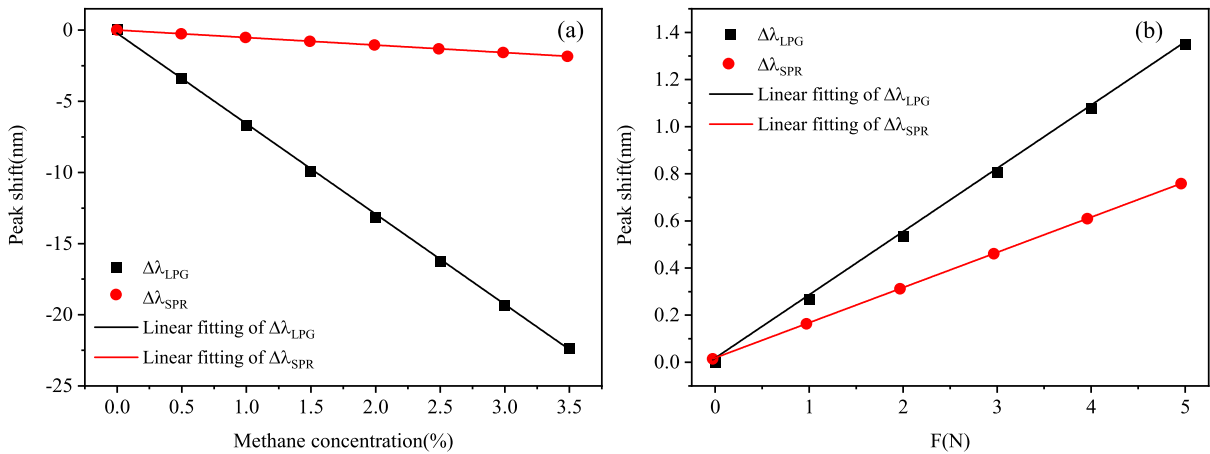 (a)
0
-5
-10
-15
-20
-25
Peak shift(nm)
ΔλLPG
ΔλSPR
Linear fitting of ΔλLPG
Linear fitting of ΔλSPR
0.0 0.5 1.0 1.5 2.0 2.5 3.0 3.5
Methane concentration(%)
(b)
1.4
1.2
1.0
0.8
0.6
0.4
0.2
0.0
Peak shift(nm)
ΔλLPG
ΔλSPR
Linear fitting of ΔλLPG
Linear fitting of ΔλSPR
0 1 2 3 4 5
F(N)